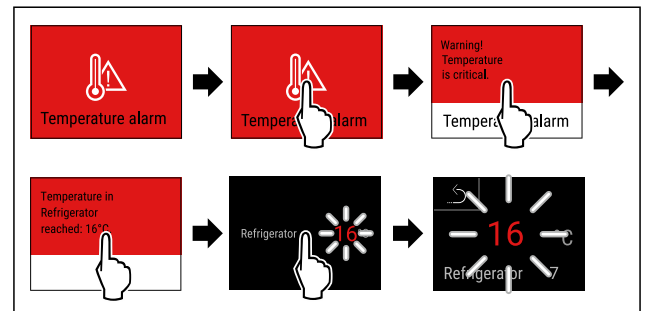 Temperature alarm
Tempera alarm
Warning!
Temperature
is critical.
Tempera alarm
Temperature in
Refrigerator
reached: 16°C
Refrigerator 16
16 °C
Refrigerator 7